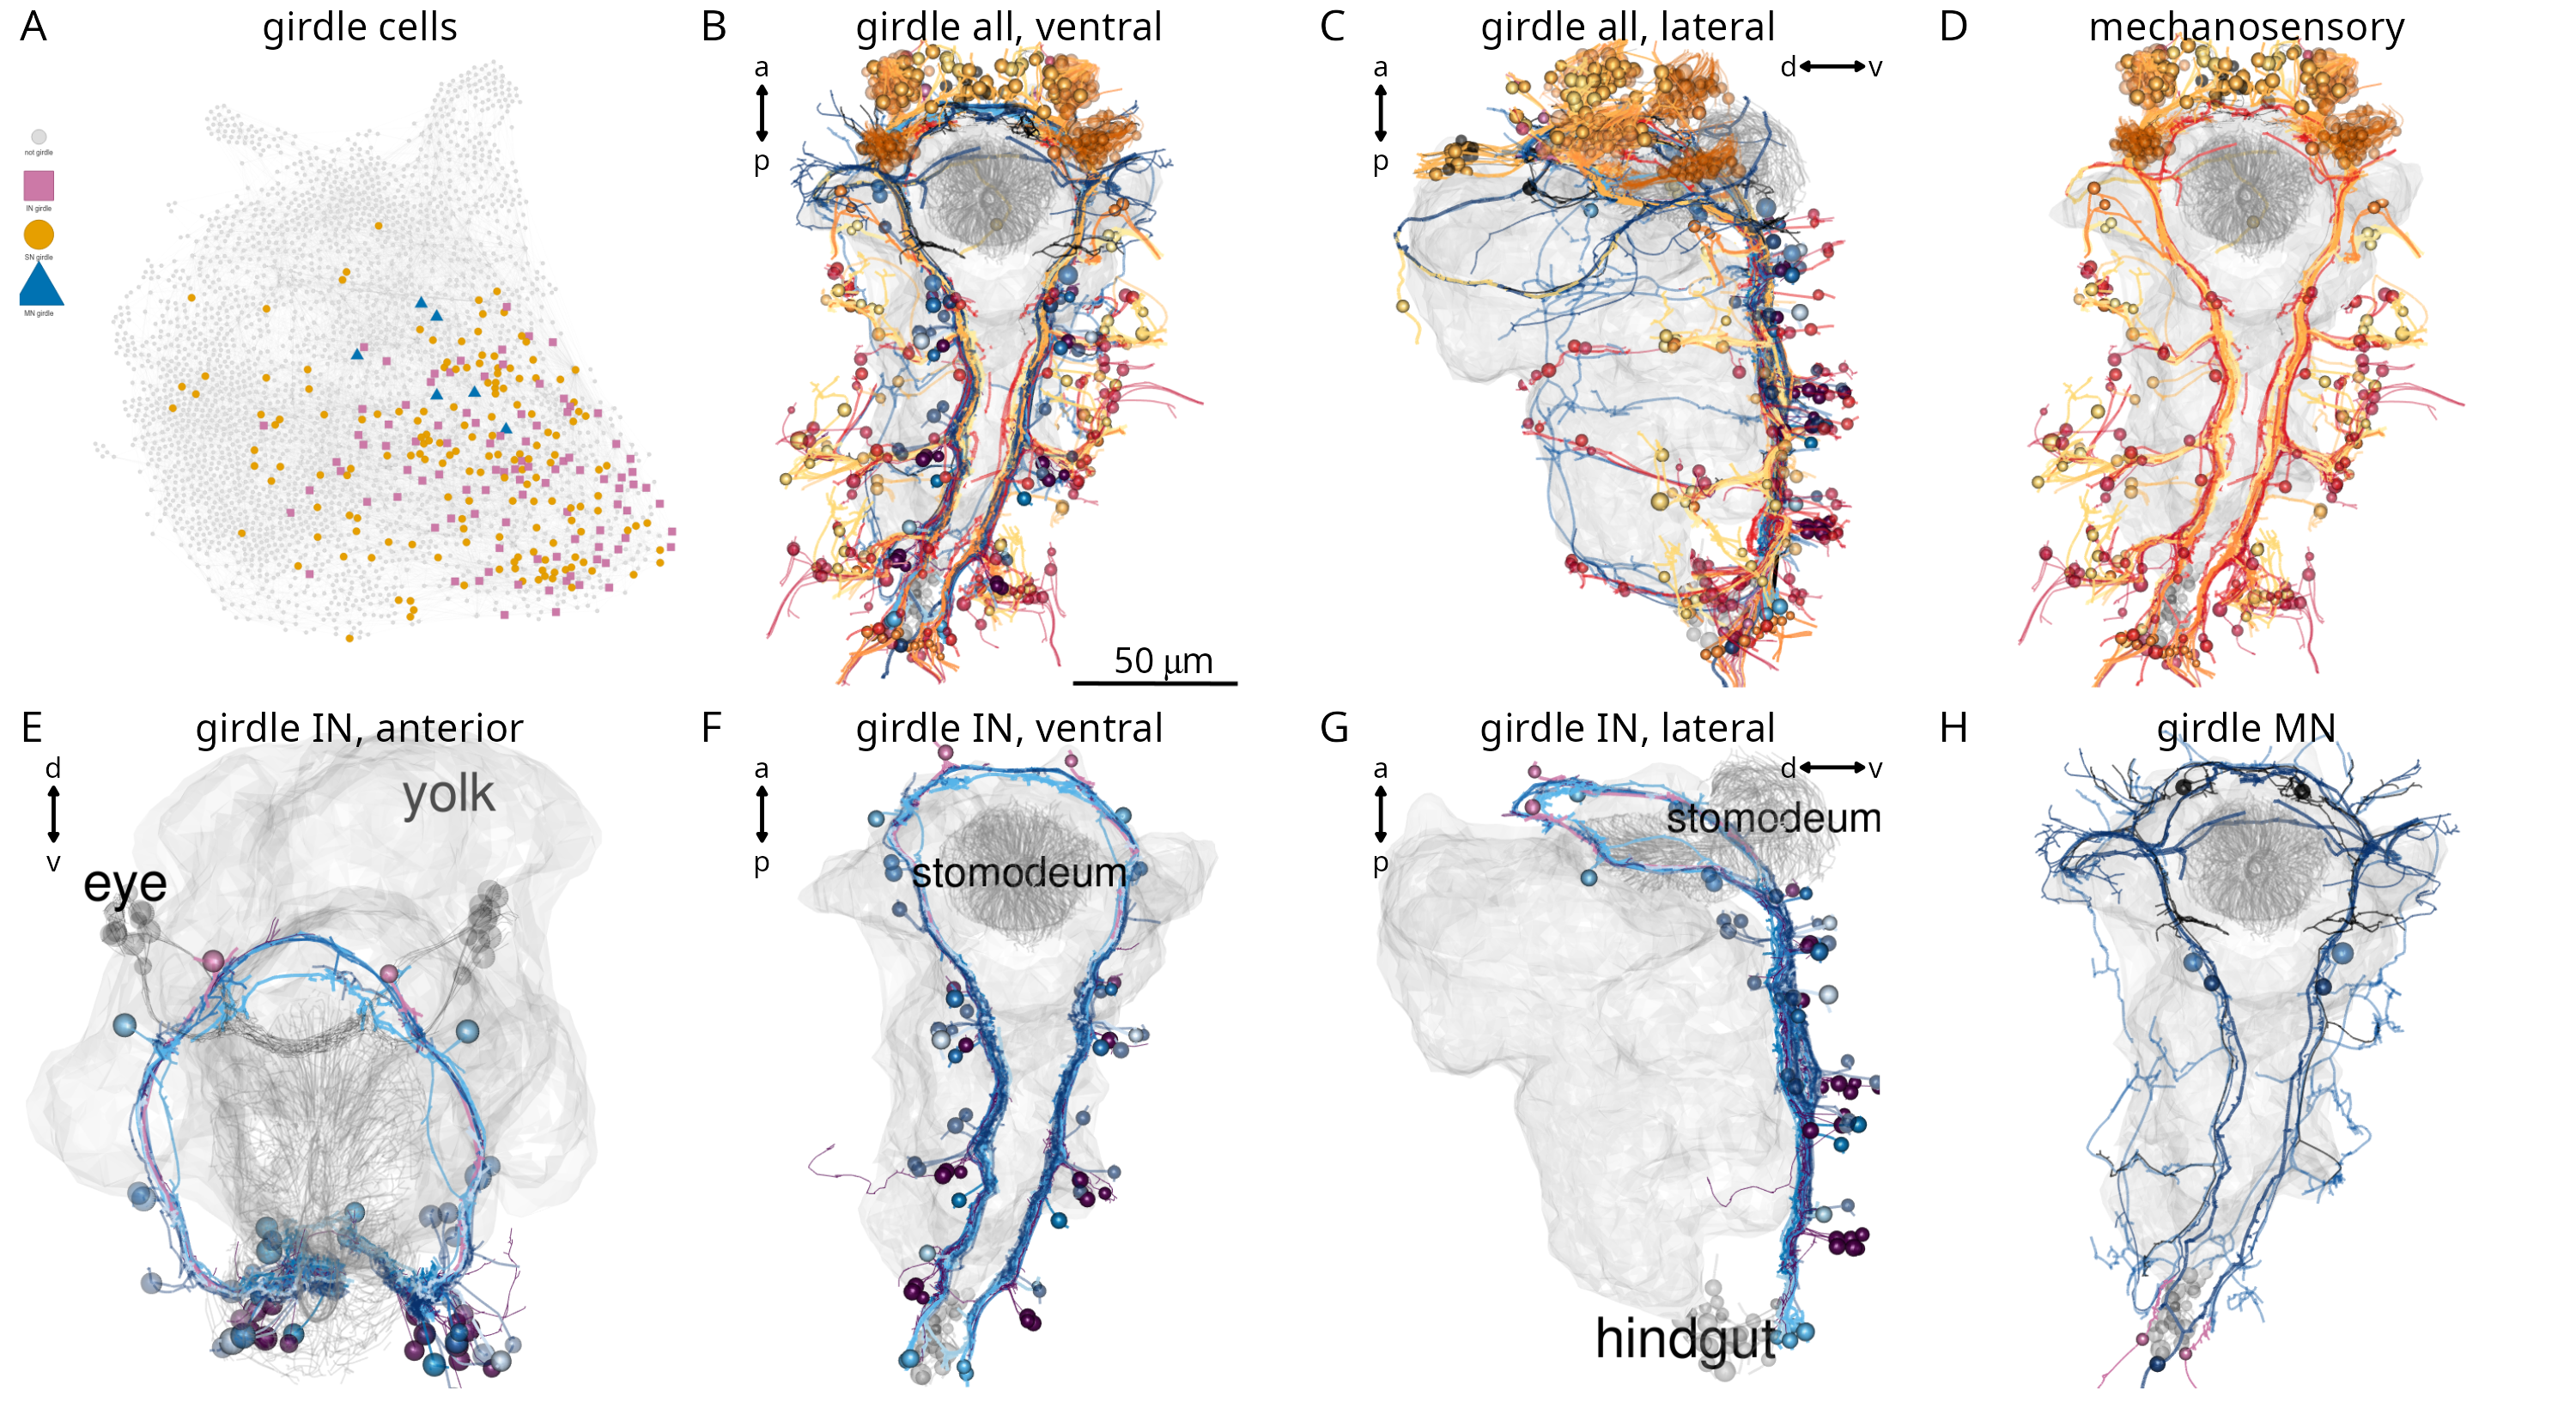 A
girdle cells
not girdle
IN girdle
SN girdle
MN girdle
B
girdle all, ventral
a
p
50 μm
C
girdle all, lateral
a
p
d
v
D
mechanosensory
E
girdle IN, anterior
d
v
yolk
eye
F
girdle IN, ventral
a
p
stomodeum
G
girdle IN, lateral
a
p
d
v
stomodeum
hindgut
H
girdle MN